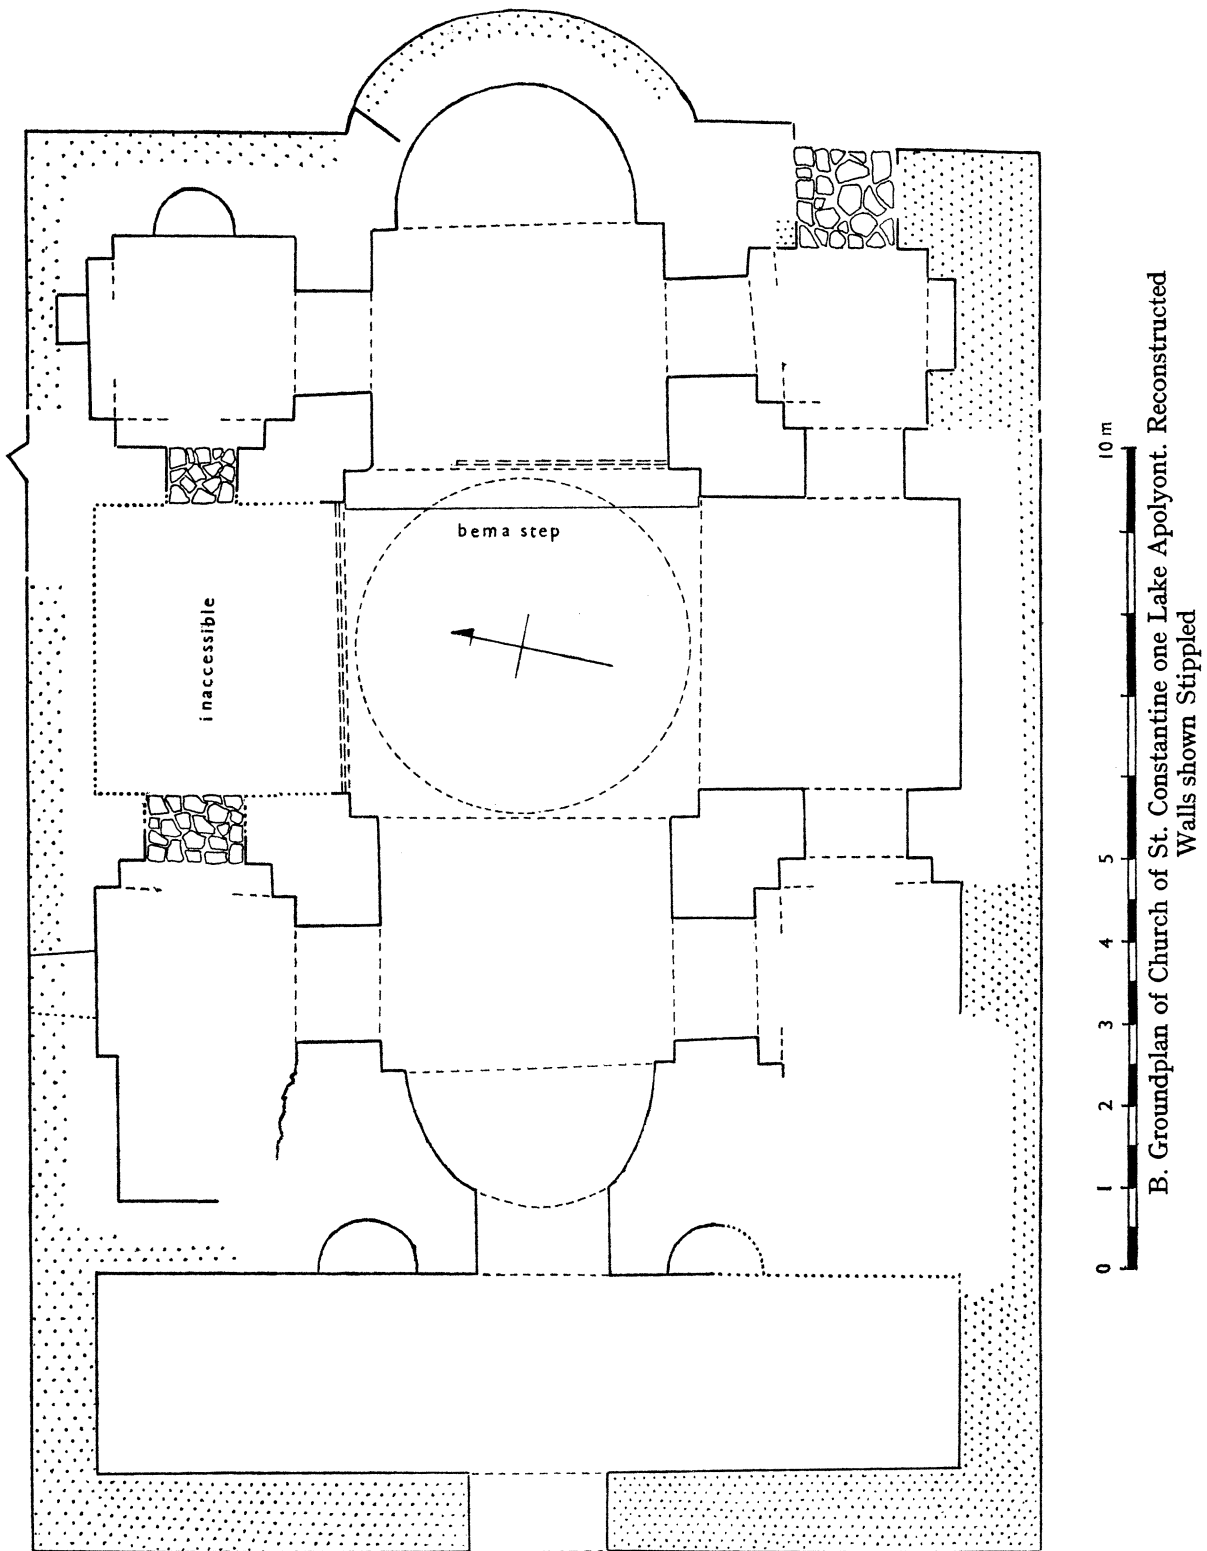 bema step
inaccessible
0 1 2 3 4 5 10 m
B. Groundplan of Church of St. Constantine one Lake Apolyont. Reconstructed
Walls shown Stippled